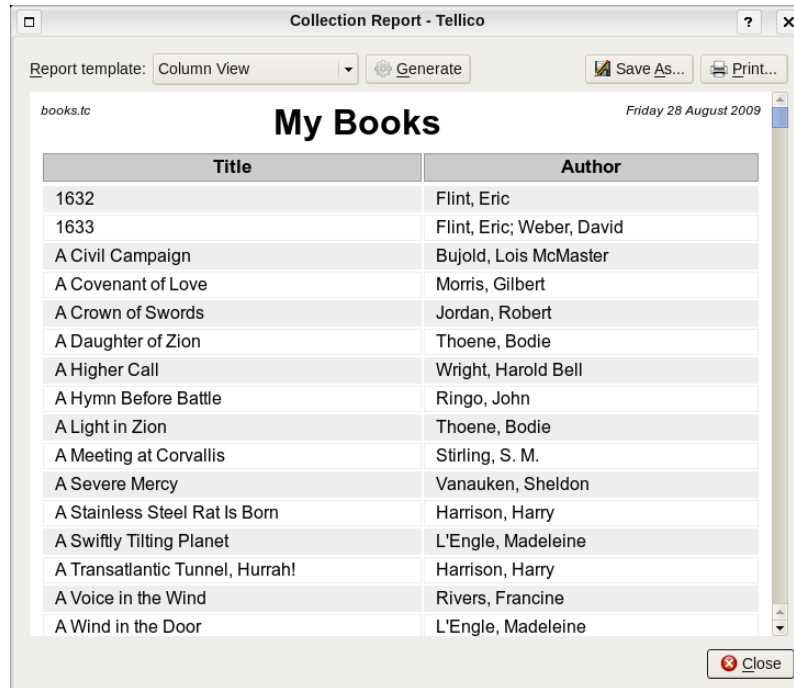 Collection Report - Tellico
?
Report template: Column View Generate Save As... Print...
books.tc My Books Friday 28 August 2009
Title Author
1632 Flint, Eric
1633 Flint, Eric; Weber, David
A Civil Campaign Bujold, Lois McMaster
A Covenant of Love Morris, Gilbert
A Crown of Swords Jordan, Robert
A Daughter of Zion Thoene, Bodie
A Higher Call Wright, Harold Bell
A Hymn Before Battle Ringo, John
A Light in Zion Thoene, Bodie
A Meeting at Corvallis Stirling, S. M.
A Severe Mercy Vanauken, Sheldon
A Stainless Steel Rat Is Born Harrison, Harry
A Swiftly Tilting Planet L'Engle, Madeleine
A Transatlantic Tunnel, Hurrah! Harrison, Harry
A Voice in the Wind Rivers, Francine
A Wind in the Door L'Engle, Madeleine
Close